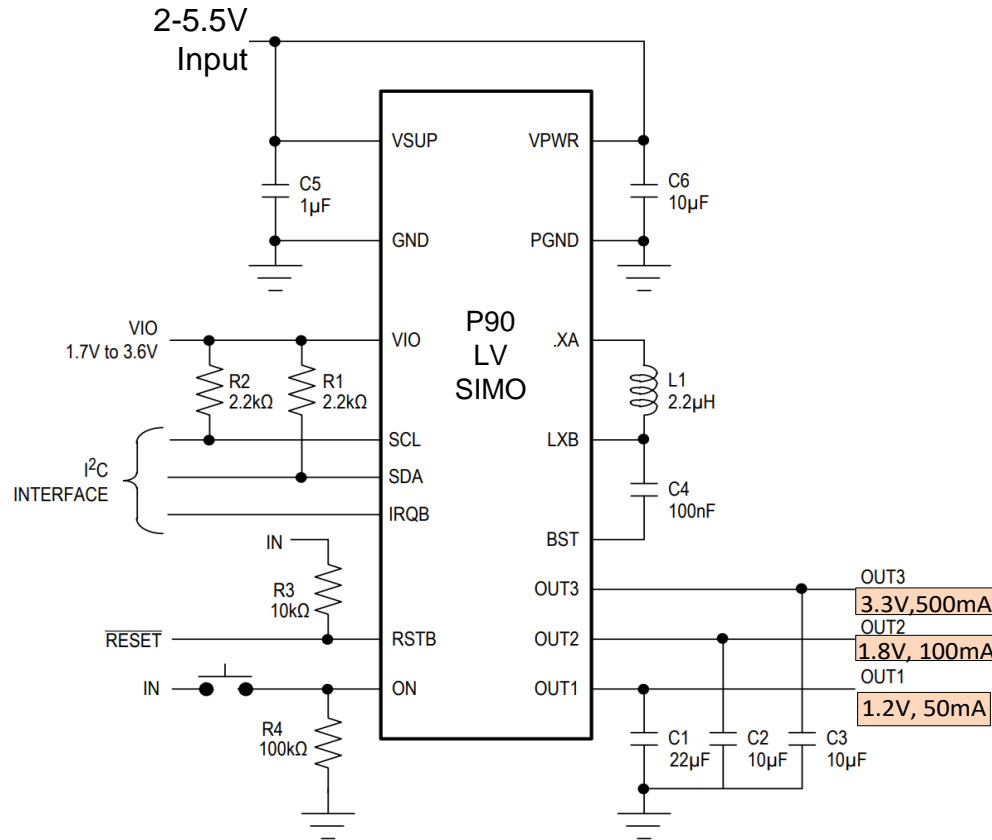 2-5.5V
Input
VSUP
VPWR
C5
1µF
C6
10µF
GND
PGND
VIO
1.7V to 3.6V
VIO
P90
LV
SIMO
.XA
R2
2.2kΩ
R1
2.2kΩ
L1
2.2µH
SCL
LXB
I²C
INTERFACE
SDA
C4
100nF
IRQB
IN
BST
R3
10kΩ
OUT3
OUT3
3.3V,500mA
RESET
RSTB
OUT2
OUT2
1.8V, 100mA
IN
ON
OUT1
OUT1
1.2V, 50mA
R4
100kΩ
C1
22µF
C2
10µF
C3
10µF